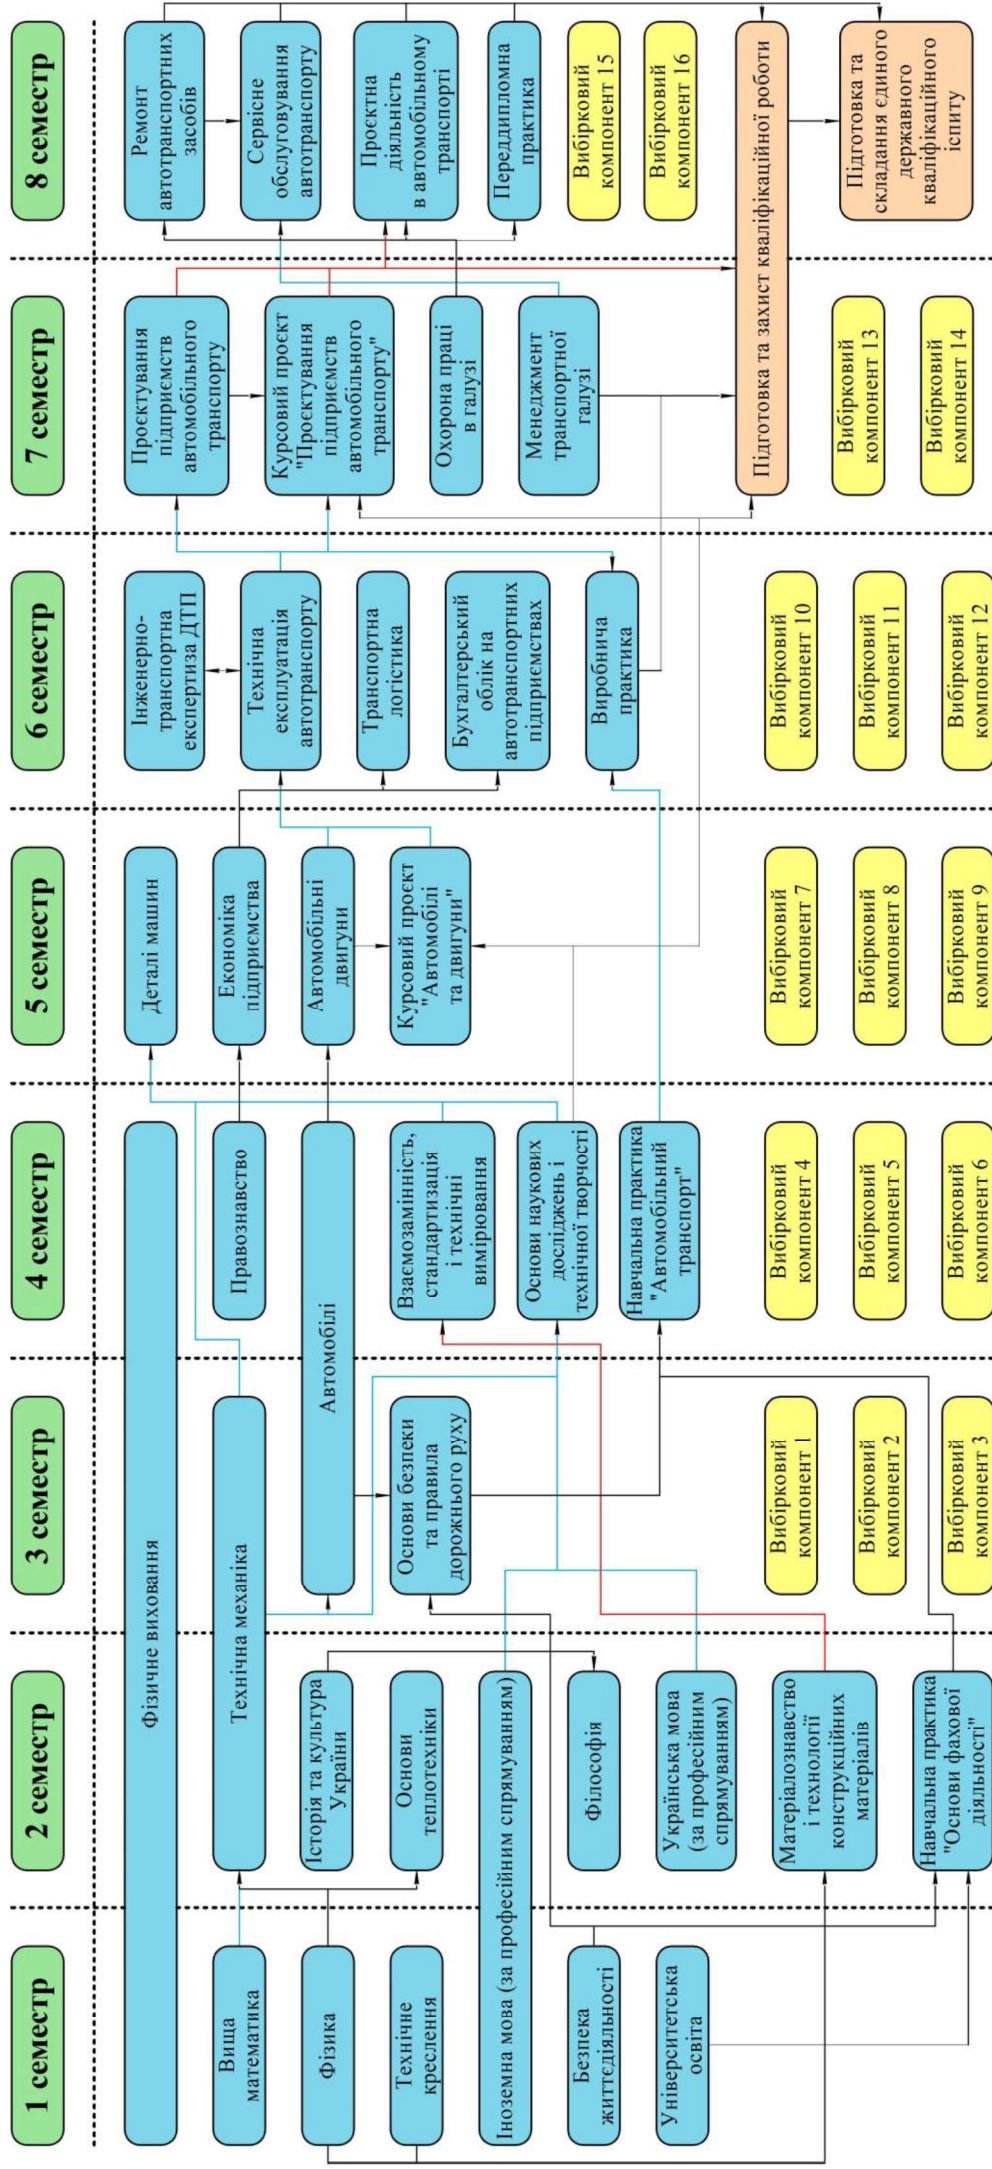 1 семестр
2 семестр
3 семестр
4 семестр
5 семестр
6 семестр
7 семестр
8 семестр
Фізичне виховання
Вища
математика
Фізика
Технічне
креслення
Іноземна мова (за професійним спрямуванням)
Безпека
життєдіяльності
Університетська
освіта
Технічна механіка
Історія та культура
України
Основи
теплотехніки
Філософія
Українська мова
(за професійним
спрямуванням)
Матеріалознавство
і технології
конструкційних
матеріалів
Навчальна практика
"Основи фахової
діяльності"
Автомобілі
Основи безпеки
та правила
дорожнього руху
Вибірковий
компонент 1
Вибірковий
компонент 2
Вибірковий
компонент 3
Правознавство
Взаємозамінність,
стандартизація
і технічні
вимірювання
Основи наукових
досліджень і
технічної творчості
Навчальна практика
"Автомобільний
транспорт"
Вибірковий
компонент 4
Вибірковий
компонент 5
Вибірковий
компонент 6
Деталі машин
Економіка
підприємства
Автомобільні
двигуни
Курсовий проєкт
"Автомобілі
та двигуни"
Вибірковий
компонент 7
Вибірковий
компонент 8
Вибірковий
компонент 9
Інженерно-
транспортна
експертиза ДТП
Технічна
експлуатація
автотранспорту
Транспортна
логістика
Бухгалтерський
облік на
автотранспортних
підприємствах
Виробнича
практика
Вибірковий
компонент 10
Вибірковий
компонент 11
Вибірковий
компонент 12
Проєктування
підприємств
автомобільного
транспорту
Курсовий проєкт
"Проєктування
підприємств
автомобільного
транспорту"
Охорона праці
в галузі
Менеджмент
транспортної
галузі
Підготовка та захист кваліфікаційної роботи
Вибірковий
компонент 13
Вибірковий
компонент 14
Ремонт
автотранспортних
засобів
Сервісне
обслуговування
автотранспорту
Проєктна
діяльність
в автомобільному
транспорті
Переддипломна
практика
Вибірковий
компонент 15
Вибірковий
компонент 16
Підготовка та
складання єдиного
державного
кваліфікаційного
іспиту